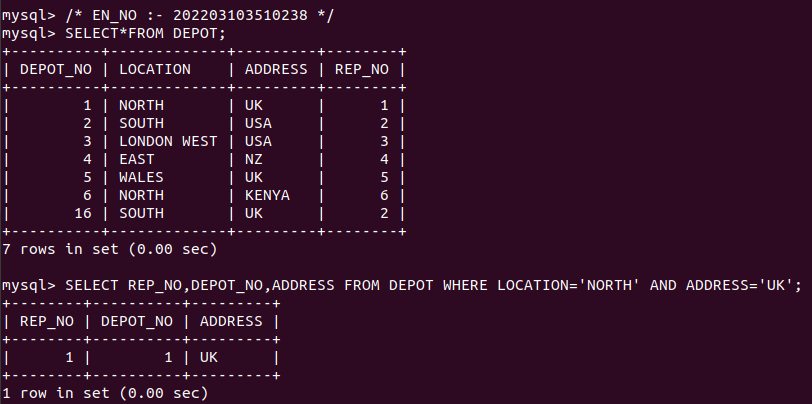 mysql> /* EN_NO :- 202203103510238 */
mysql> SELECT*FROM DEPOT;
+----------+-------------+---------+--------+
| DEPOT_NO | LOCATION    | ADDRESS | REP_NO |
+----------+-------------+---------+--------+
|        1 | NORTH       | UK      |      1 |
|        2 | SOUTH       | USA     |      2 |
|        3 | LONDON WEST | USA     |      3 |
|        4 | EAST        | NZ      |      4 |
|        5 | WALES       | UK      |      5 |
|        6 | NORTH       | KENYA   |      6 |
|       16 | SOUTH       | UK      |      2 |
+----------+-------------+---------+--------+
7 rows in set (0.00 sec)

mysql> SELECT REP_NO,DEPOT_NO,ADDRESS FROM DEPOT WHERE LOCATION='NORTH' AND ADDRESS='UK';
+--------+----------+---------+
| REP_NO | DEPOT_NO | ADDRESS |
+--------+----------+---------+
|      1 |        1 | UK      |
+--------+----------+---------+
1 row in set (0.00 sec)